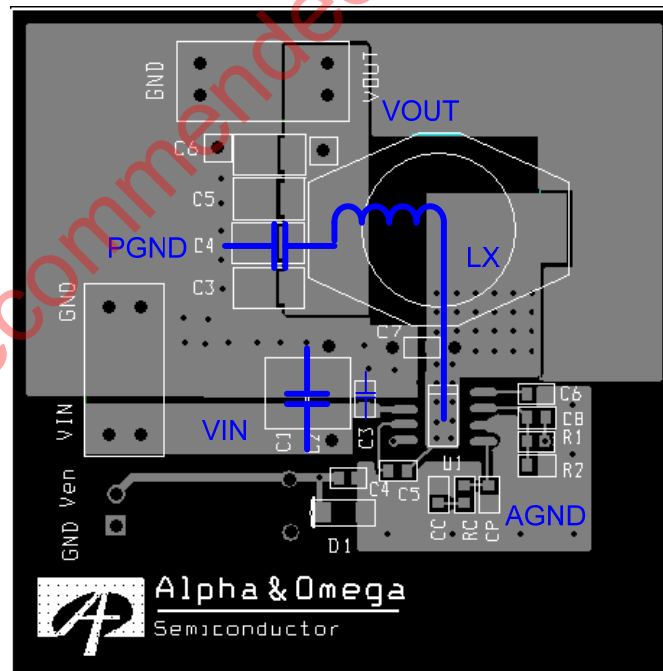 GND
VOUT
VOUT
C6
C5
PGND
C4
LX
C3
GND
C7
VIN
VIN
C1
C2
C3
U1
C6
C8
R1
R2
C4
C5
CC
RC
CP
AGND
GND Ven
D1
Alpha&Omega
Semiconductor
ecommended